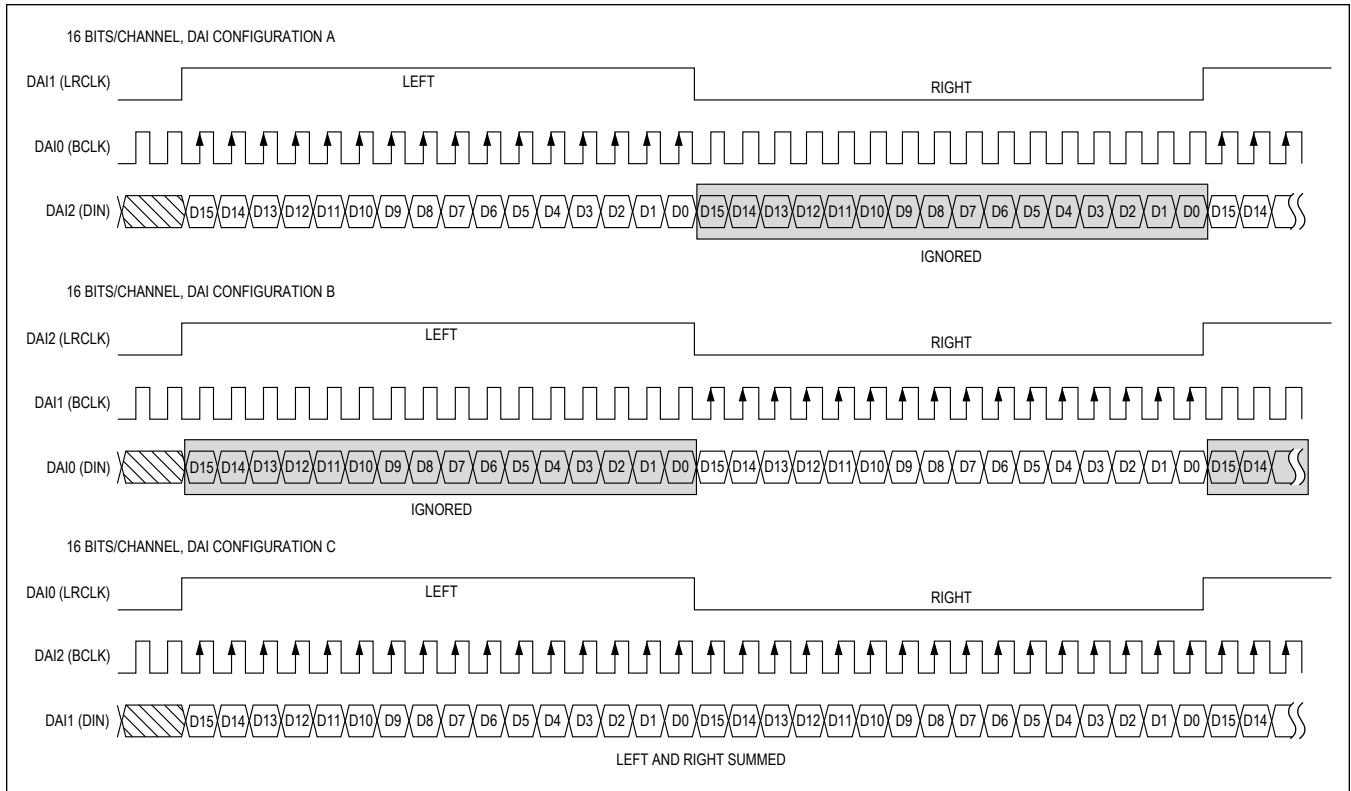 16 BITS/CHANNEL, DAI CONFIGURATION A
DAI1 (LRCLK) LEFT RIGHT
DAI0 (BCLK)
DAI2 (DIN) D15 D14 D13 D12 D11 D10 D9 D8 D7 D6 D5 D4 D3 D2 D1 D0 D15 D14 D13 D12 D11 D10 D9 D8 D7 D6 D5 D4 D3 D2 D1 D0 D15 D14
IGNORED
16 BITS/CHANNEL, DAI CONFIGURATION B
DAI2 (LRCLK) LEFT RIGHT
DAI1 (BCLK)
DAI0 (DIN) D15 D14 D13 D12 D11 D10 D9 D8 D7 D6 D5 D4 D3 D2 D1 D0 D15 D14 D13 D12 D11 D10 D9 D8 D7 D6 D5 D4 D3 D2 D1 D0 D15 D14
IGNORED
16 BITS/CHANNEL, DAI CONFIGURATION C
DAI0 (LRCLK) LEFT RIGHT
DAI2 (BCLK)
DAI1 (DIN) D15 D14 D13 D12 D11 D10 D9 D8 D7 D6 D5 D4 D3 D2 D1 D0 D15 D14 D13 D12 D11 D10 D9 D8 D7 D6 D5 D4 D3 D2 D1 D0 D15 D14
LEFT AND RIGHT SUMMED